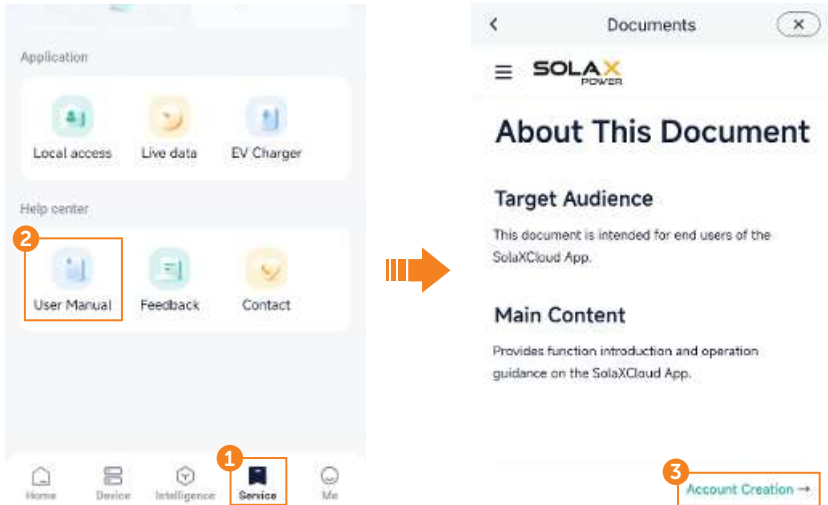 Application
Local access Live data EV Charger
Help center
2
User Manual Feedback Contact
1
Home Device Intelligence Service Me
Documents
SOLAX
POWER
About This Document
Target Audience
This document is intended for end users of the
SolaXCloud App.
Main Content
Provides function introduction and operation
guidance on the SolaXCloud App.
3
Account Creation →